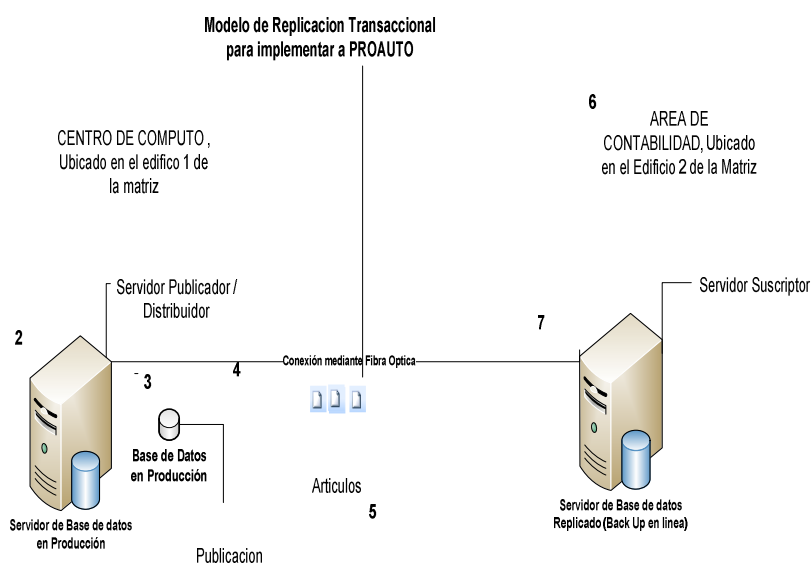 Modelo de Replicacion Transaccional
para implementar a PROAUTO
6
AREA DE
CONTABILIDAD, Ubicado
en el Edificio 2 de la Matriz
CENTRO DE COMPUTO ,
Ubicado en el edifico 1 de
la matriz
Servidor Publicador /
Distribuidor
Servidor Suscriptor
2
7
3
4
Conexión mediante Fibra Optica
Base de Datos
en Producción
Articulos
5
Servidor de Base de datos
en Producción
Servidor de Base de datos
Replicado (Back Up en linea)
Publicacion